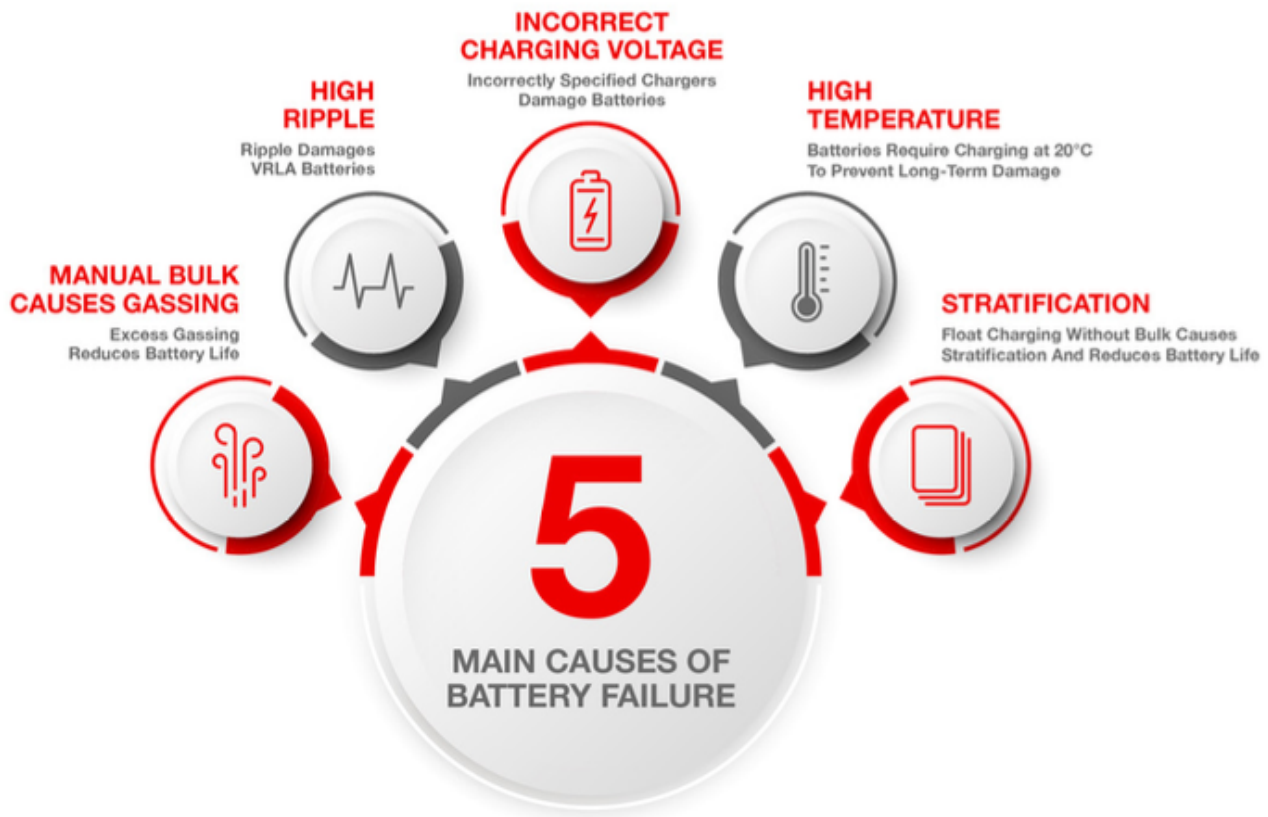 INCORRECT
CHARGING VOLTAGE
Incorrectly Specified Chargers
Damage Batteries
HIGH
RIPPLE
Ripple Damages
VRLA Batteries
HIGH
TEMPERATURE
Batteries Require Charging at 20°C
To Prevent Long-Term Damage
MANUAL BULK
CAUSES GASSING
Excess Gassing
Reduces Battery Life
STRATIFICATION
Float Charging Without Bulk Causes
Stratification And Reduces Battery Life
5
MAIN CAUSES OF
BATTERY FAILURE